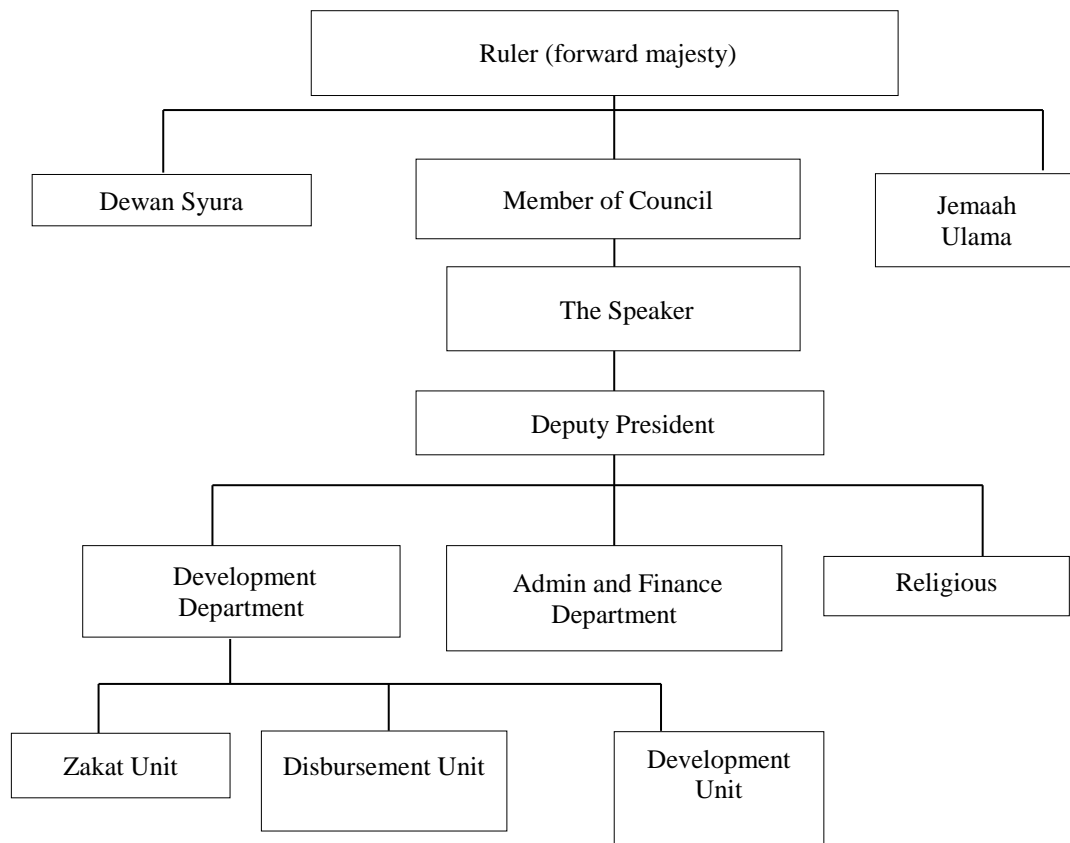 Ruler (forward majesty)
Dewan Syura
Member of Council
Jemaah
Ulama
The Speaker
Deputy President
Development
Department
Admin and Finance
Department
Religious
Zakat Unit
Disbursement Unit
Development
Unit